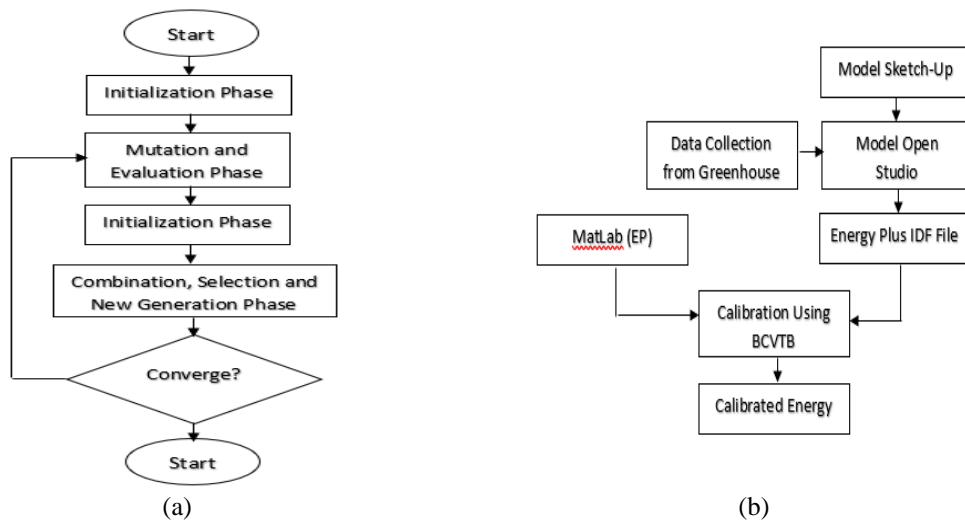 Start
Initialization Phase
Mutation and
Evaluation Phase
Initialization Phase
Combination, Selection and
New Generation Phase
Converge?
Start
(a)
Model Sketch-Up
Data Collection
from Greenhouse
Model Open
Studio
MatLab (EP)
Energy Plus IDF File
Calibration Using
BCVTB
Calibrated Energy
(b)